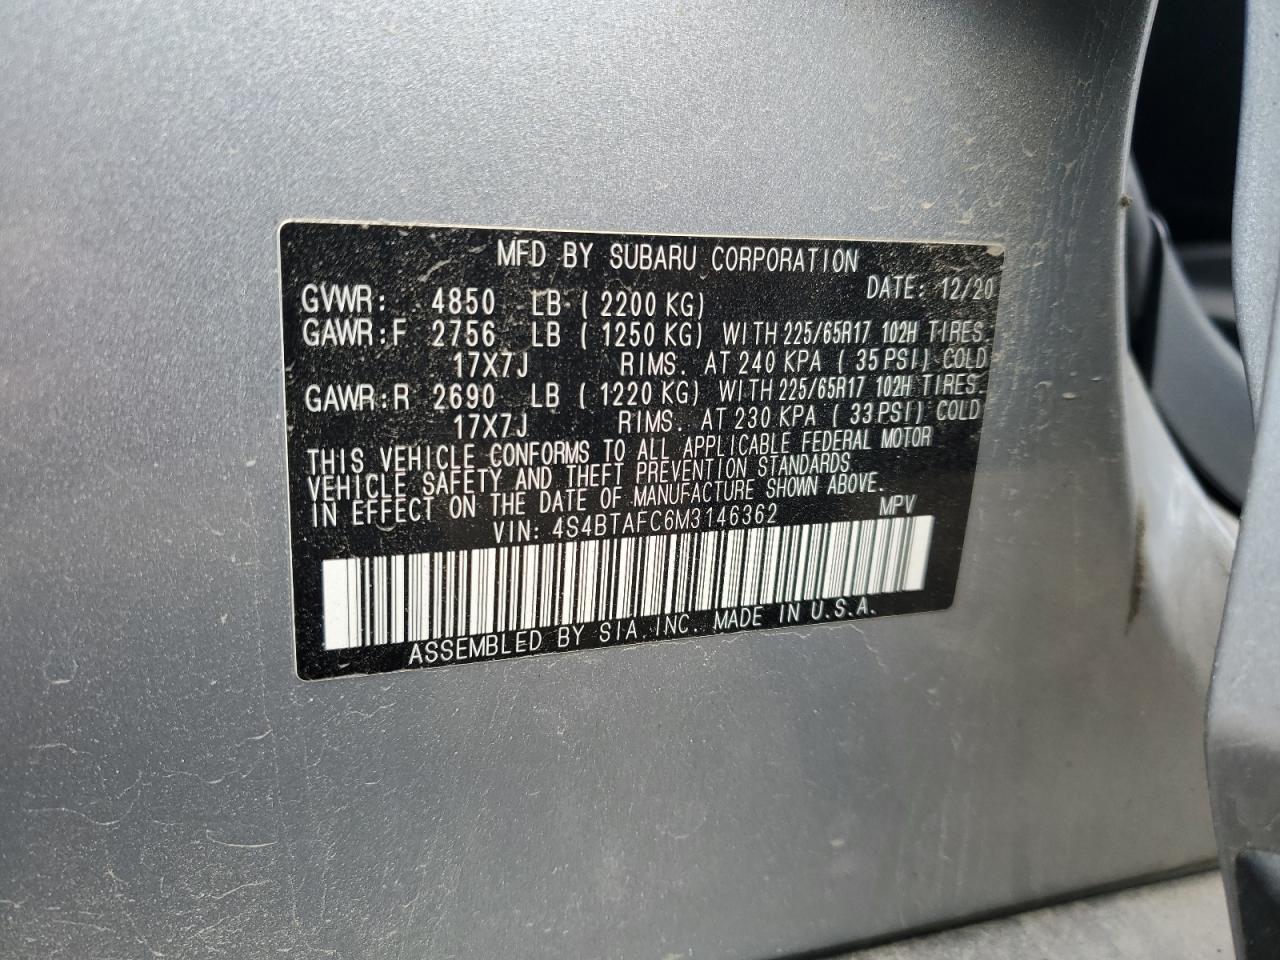 MFD BY SUBARU CORPORATION
DATE: 12/20
GVWR: 4850 LB (2200 KG)
GAWR:F 2756 LB (1250 KG) WITH 225/65R17 102H TIRES,
17X7J RIMS. AT 240 KPA (35PSI) COLD
GAWR:R 2690 LB (1220 KG) WITH 225/65R17 102H TIRES,
17X7J RIMS. AT 230 KPA (33PSI) COLD
THIS VEHICLE CONFORMS TO ALL APPLICABLE FEDERAL MOTOR
VEHICLE SAFETY AND THEFT PREVENTION STANDARDS
IN EFFECT ON THE DATE OF MANUFACTURE SHOWN ABOVE.
VIN: 4S4BTAFC6M3146362 MPV
ASSEMBLED BY SIA, INC. MADE IN U.S.A.